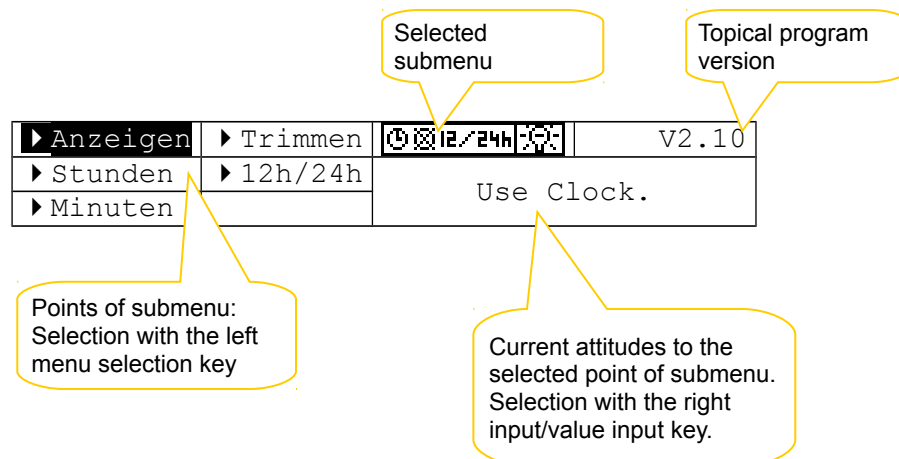 Selected
submenu
Topical program
version
Anzeigen Trimmen 12/24h V2.10
Stunden 12h/24h
Use Clock.
Minuten
Points of submenu:
Selection with the left
menu selection key
Current attitudes to the
selected point of submenu.
Selection with the right
input/value input key.